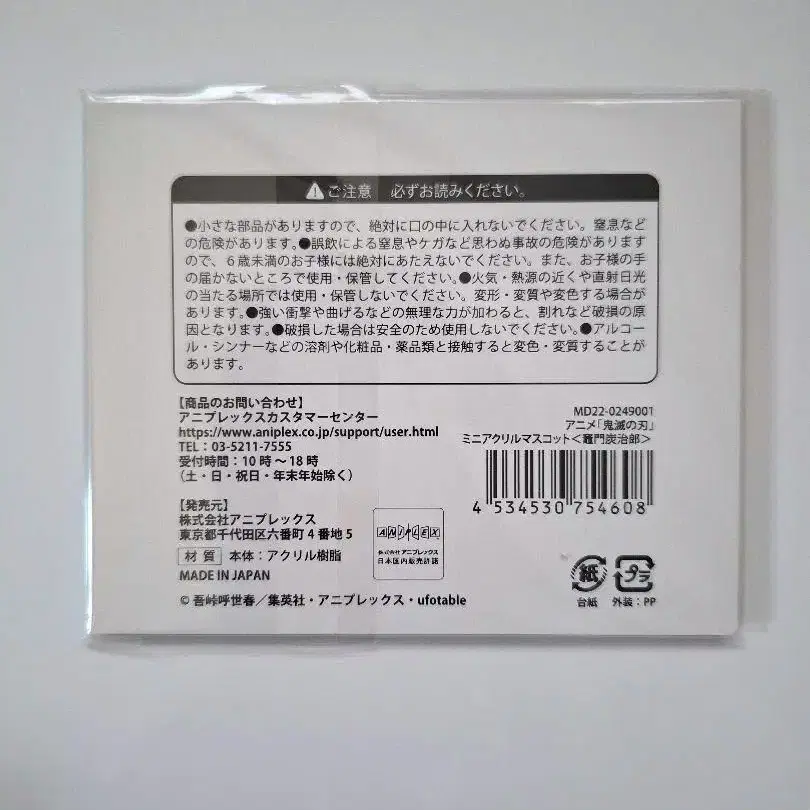 ご注意 必ずお読みください。
●小さな部品がありますので、絶対に口の中に入れないでください。窒息など
の危険があります。●誤飲による窒息やケガなど思わぬ事故の危険があります
ので、6歳未満のお子様には絶対にあたえないでください。また、お子様の手
の届かないところで使用・保管してください。●火気・熱源の近くや直射日光
の当たる場所では使用・保管しないでください。変形・変質や変色する場合が
あります。●強い衝撃や曲げるなどの無理な力が加わると、割れなど破損の原
因となります。●破損した場合は安全のため使用しないでください。●アルコー
ル・シンナーなどの溶剤や化粧品・薬品類と接触すると変色・変質することが
あります。
【商品のお問い合わせ】
アニプレックスカスタマーセンター
https://www.aniplex.co.jp/support/user.html
TEL：03-5211-7555
受付時間：10時～18時
（土・日・祝日・年末年始除く）
【発売元】
株式会社アニプレックス
東京都千代田区六番町4番地5
材質 本体：アクリル樹脂
MADE IN JAPAN
© 吾峠呼世春／集英社・アニプレックス・ufotable
ANIPLEX
株式会社アニプレックス
日本国内販売許諾
MD22-0249001
アニメ「鬼滅の刃」
ミニアクリルマスコット＜竈門炭治郎＞
4 534530 754608
紙
台紙
プラ
外装：PP